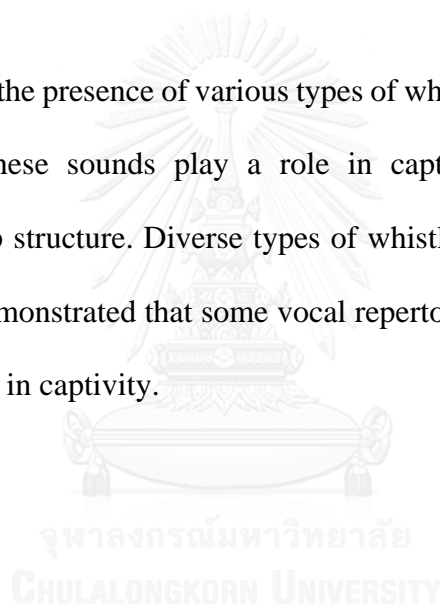 the presence of various types of wh
hese sounds play a role in capt
structure. Diverse types of whistl
monstrated that some vocal reperto
in captivity.
จุฬาลงกรณ์มหาวิทยาลัย
CHULALONGKORN UNIVERSITY